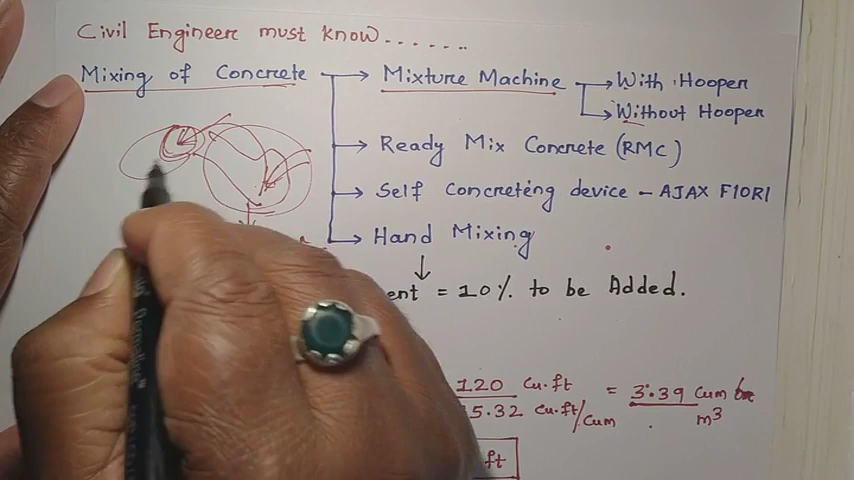 Civil Engineer must know.......
Mixing of Concrete → Mixture Machine → With Hooper
→ Without Hooper
→ Ready Mix Concrete (RMC)
→ Self Concreting device - AJAX F10RI
→ Hand Mixing
= 10% to be Added.
120 cu.ft = 3.39 cum
5.32 cu.ft/cum m³
ft